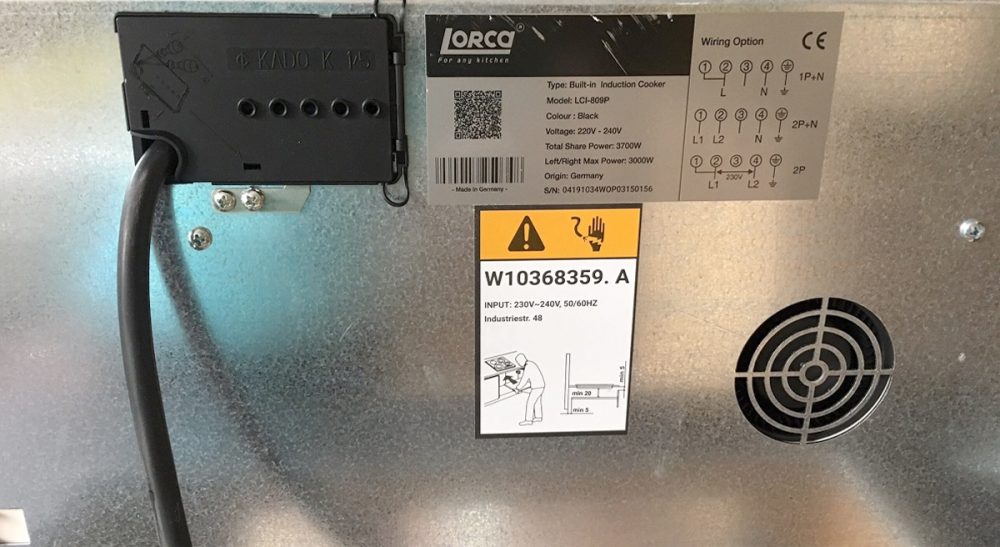 KADO K 1/5
LORCA®
For any kitchen
- Made in Germany -
Type: Built-in Induction Cooker
Model: LCI-809P
Colour : Black
Voltage: 220V - 240V
Total Share Power: 3700W
Left/Right Max Power: 3000W
Origin: Germany
S/N: 04191034WOP03150156
Wiring Option CE
1 2 3 4
1P+N
L N
1 2 3 4
2P+N
L1 L2 N
1 2 3 4
2P
230V
L1 L2
W10368359. A
INPUT: 230V~240V, 50/60HZ
Industriestr. 48
min 5
min 20
min 5